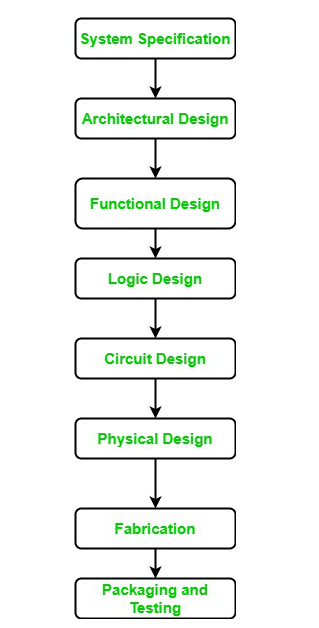 System Specification
Architectural Design
Functional Design
Logic Design
Circuit Design
Physical Design
Fabrication
Packaging and
Testing